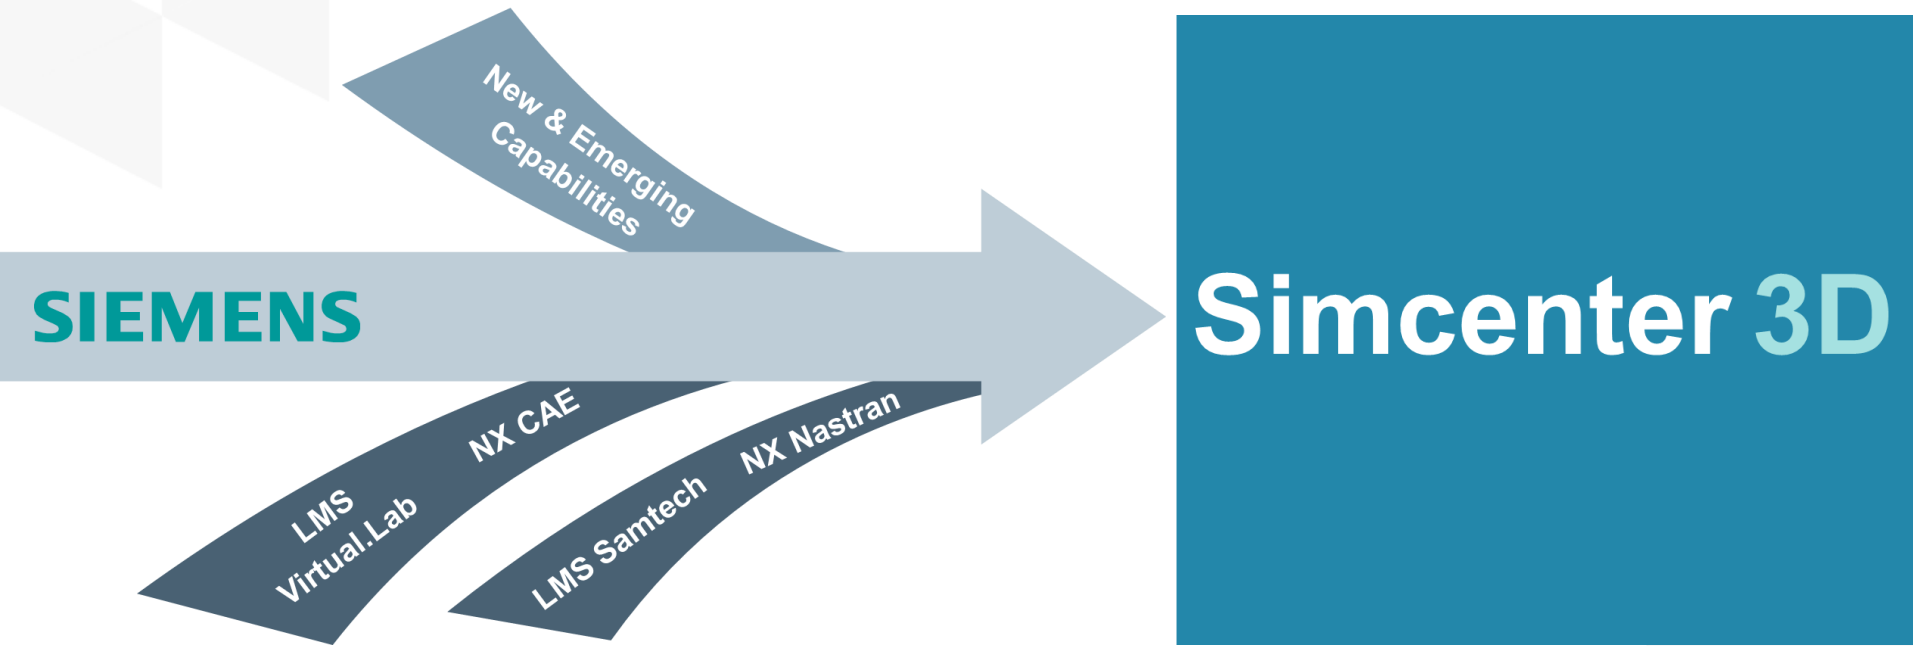 New & Emerging
Capabilities
SIEMENS
Simcenter 3D
NX CAE
LMS
Virtual.Lab
NX Nastran
LMS Samtech